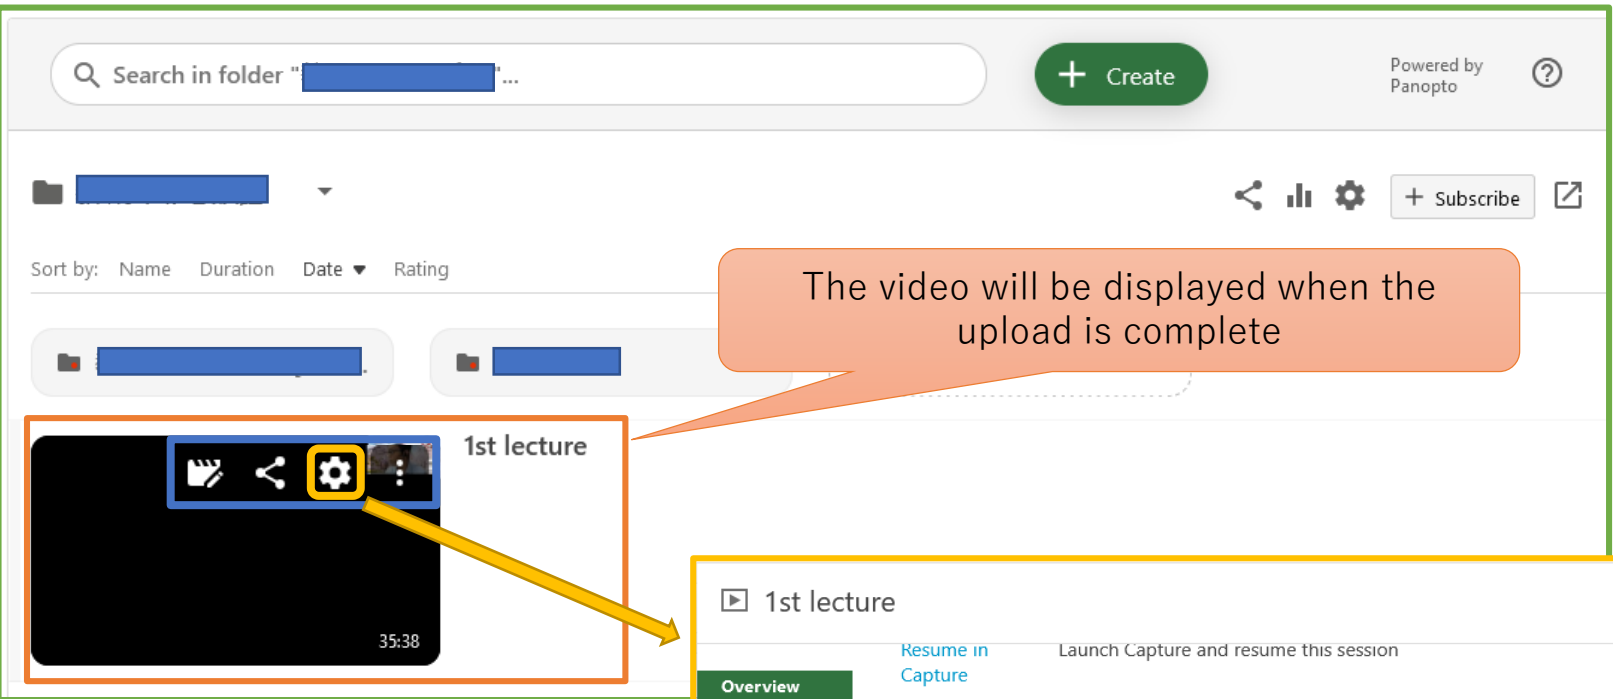 Search in folder " "...
+ Create
Powered by
Panopto
+ Subscribe
Sort by: Name Duration Date ▼ Rating
The video will be displayed when the
upload is complete
1st lecture
35:38
1st lecture
Resume in
Capture
Launch Capture and resume this session
Overview